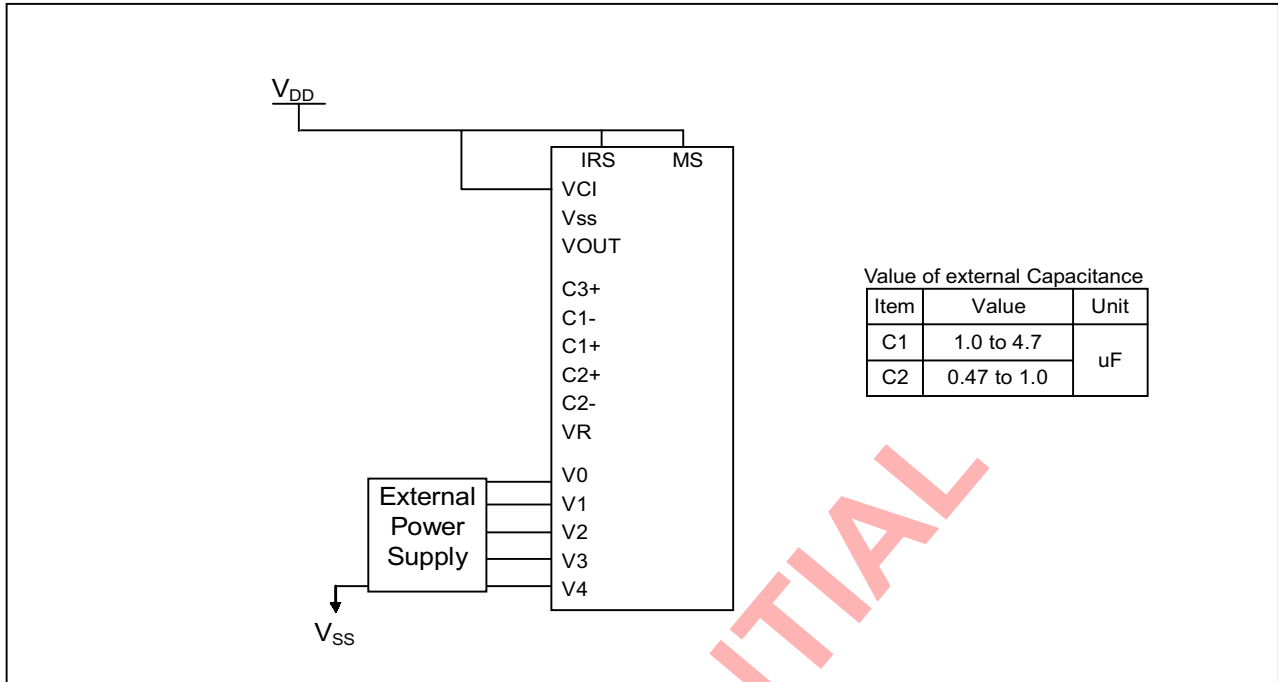 VDD
IRS MS
VCI
Vss
VOUT
C3+
C1-
C1+
C2+
C2-
VR
V0
V1
V2
V3
V4
External
Power
Supply
VSS
Value of external Capacitance
Item Value Unit
C1 1.0 to 4.7 uF
C2 0.47 to 1.0
NTIAL